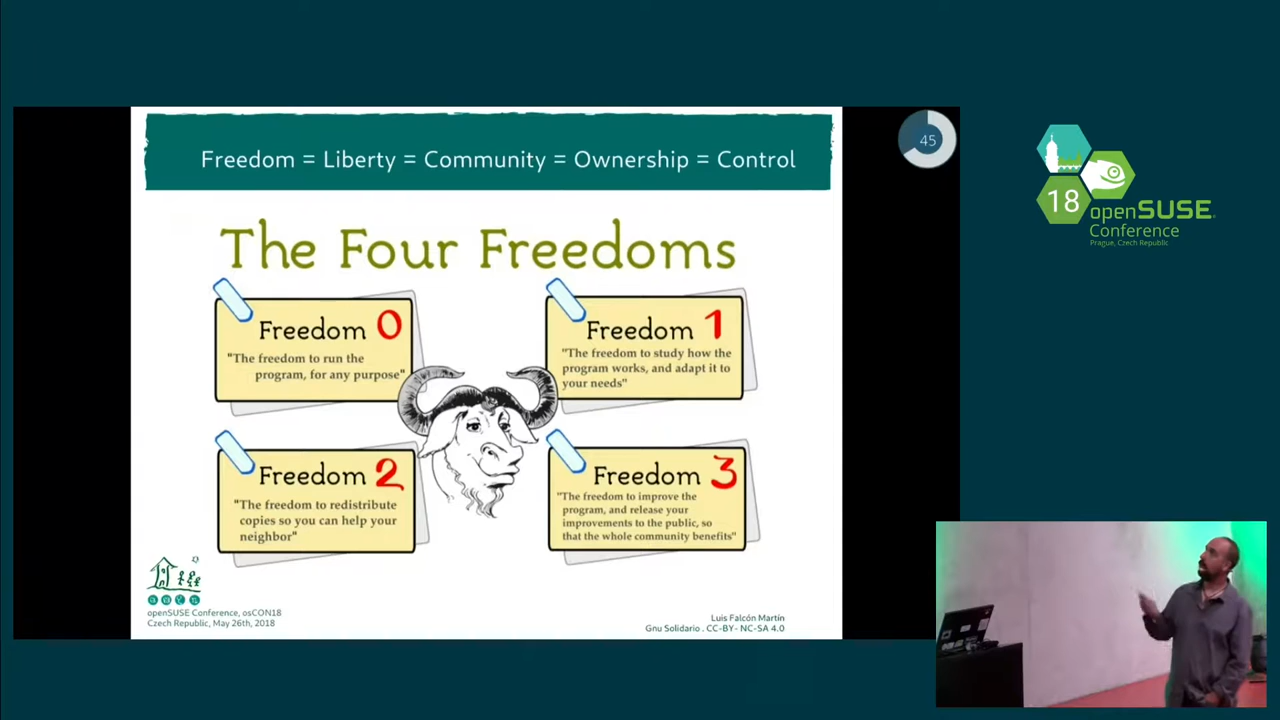 Freedom = Liberty = Community = Ownership = Control
45
The Four Freedoms
Freedom 0
"The freedom to run the
program, for any purpose"
Freedom 1
"The freedom to study how the
program works, and adapt it to
your needs"
Freedom 2
"The freedom to redistribute
copies so you can help your
neighbor"
Freedom 3
"The freedom to improve the
program, and release your
improvements to the public, so
that the whole community benefits"
openSUSE Conference, osCON18
Czech Republic, May 26th, 2018
Luis Falcón Martín
Gnu Solidario . CC-BY- NC-SA 4.0
18
openSUSE
Conference
Prague, Czech Republic